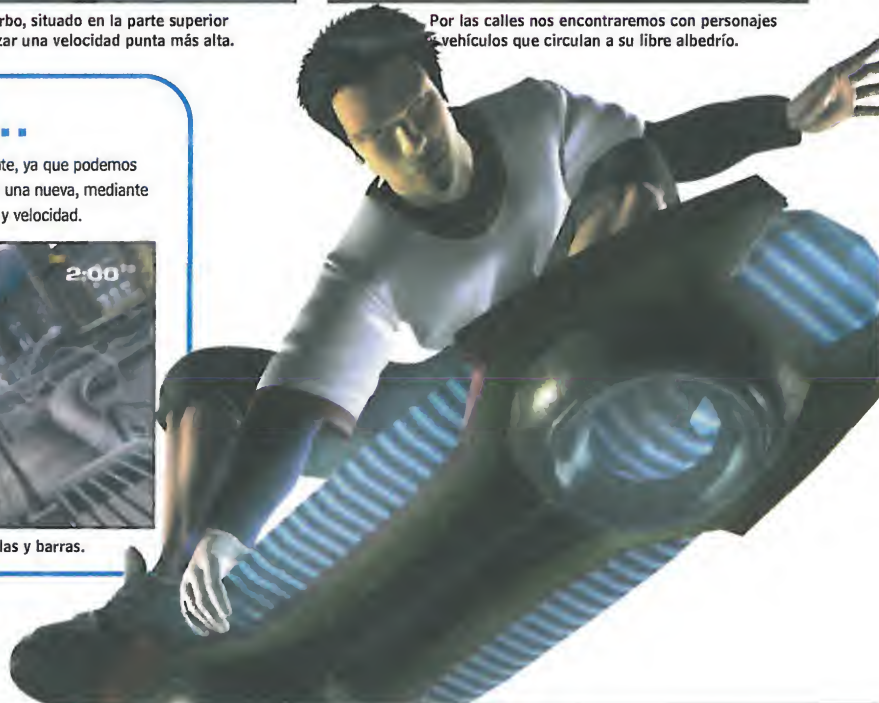 rbo, situado en la parte superior
zar una velocidad punta más alta.
Por las calles nos encontraremos con personajes
y vehículos que circulan a su libre albedrío.
te, ya que podemos
una nueva, mediante
y velocidad.
2:00
las y barras.